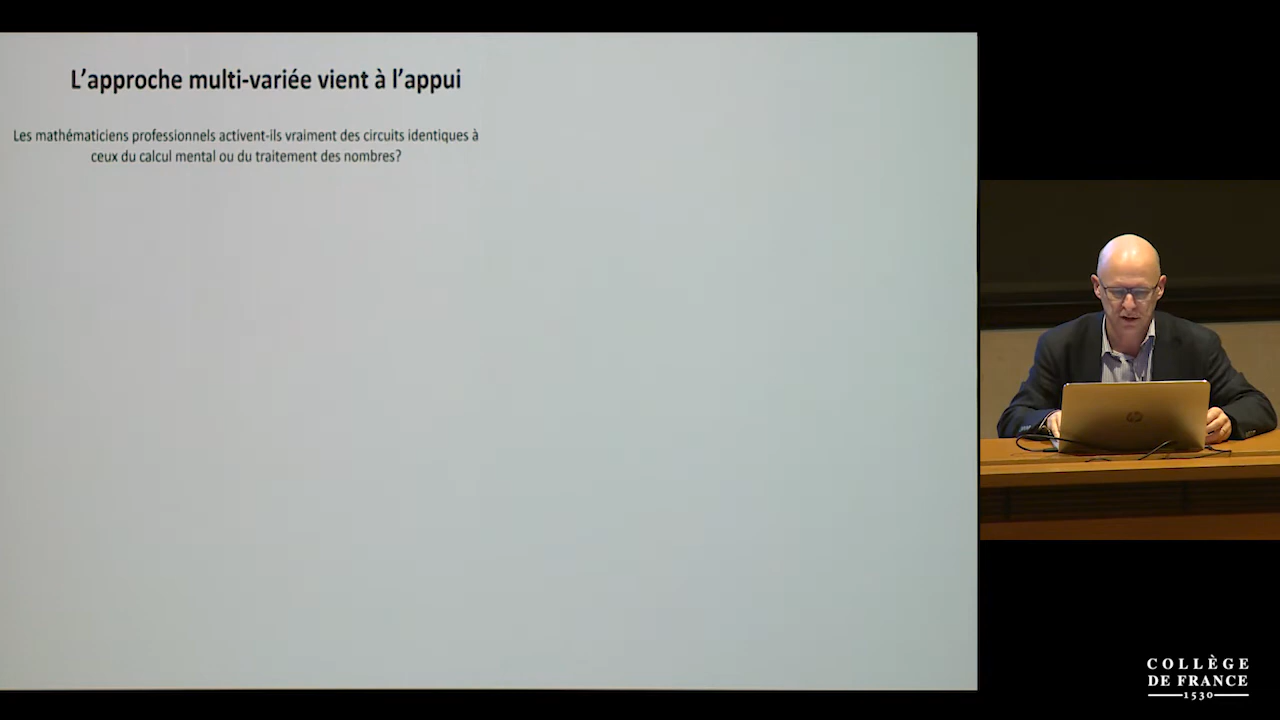 L'approche multi-variée vient à l'appui
Les mathématiciens professionnels activent-ils vraiment des circuits identiques à
ceux du calcul mental ou du traitement des nombres?
COLLÈGE
DE FRANCE
1530